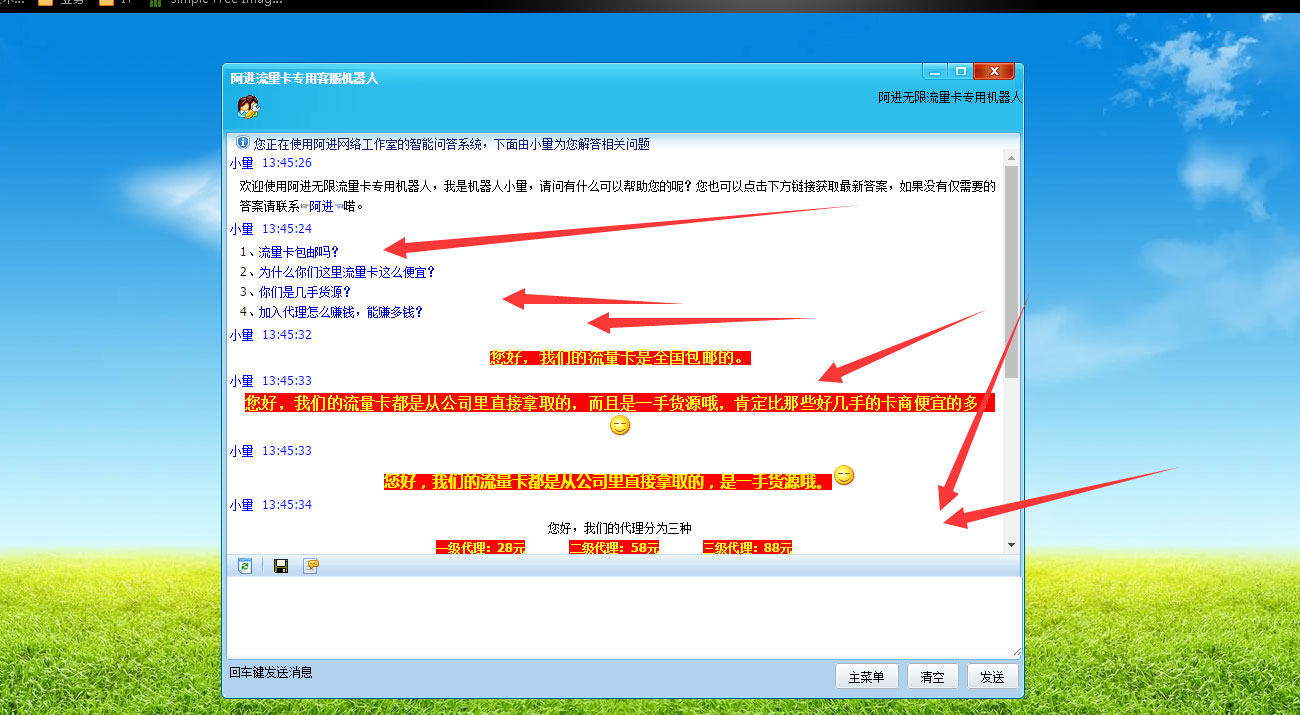 simple Free Imag...
阿进流里卡专用客服机器人
阿进无限流里卡专用机器人
您正在使用阿进网络工作室的智能问答系统，下面由小里为您解答相关问题
小量 13:45:26
欢迎使用阿进无限流量卡专用机器人，我是机器人小量，请问有什么可以帮助您的呢？您也可以点击下方链接获取最新答案，如果没有仅需要的
答案请联系☞阿进☜喏。
小量 13:45:24
1、流量卡包邮吗？
2、为什么你们这里流量卡这么便宜？
3、你们是几手货源？
4、加入代理怎么赚钱，能赚多钱？
小量 13:45:32
您好，我们的流量卡是全国包邮的。
小量 13:45:33
您好，我们的流量卡都是从公司里直接拿取的，而且是一手货源哦，肯定比那些好几手的卡商便宜的多。
小量 13:45:33
您好，我们的流量卡都是从公司里直接拿取的，是一手货源哦。
小量 13:45:34
您好，我们的代理分为三种
一级代理：28元 二级代理：58元 三级代理：88元
回车键发送消息
主菜单 清空 发送